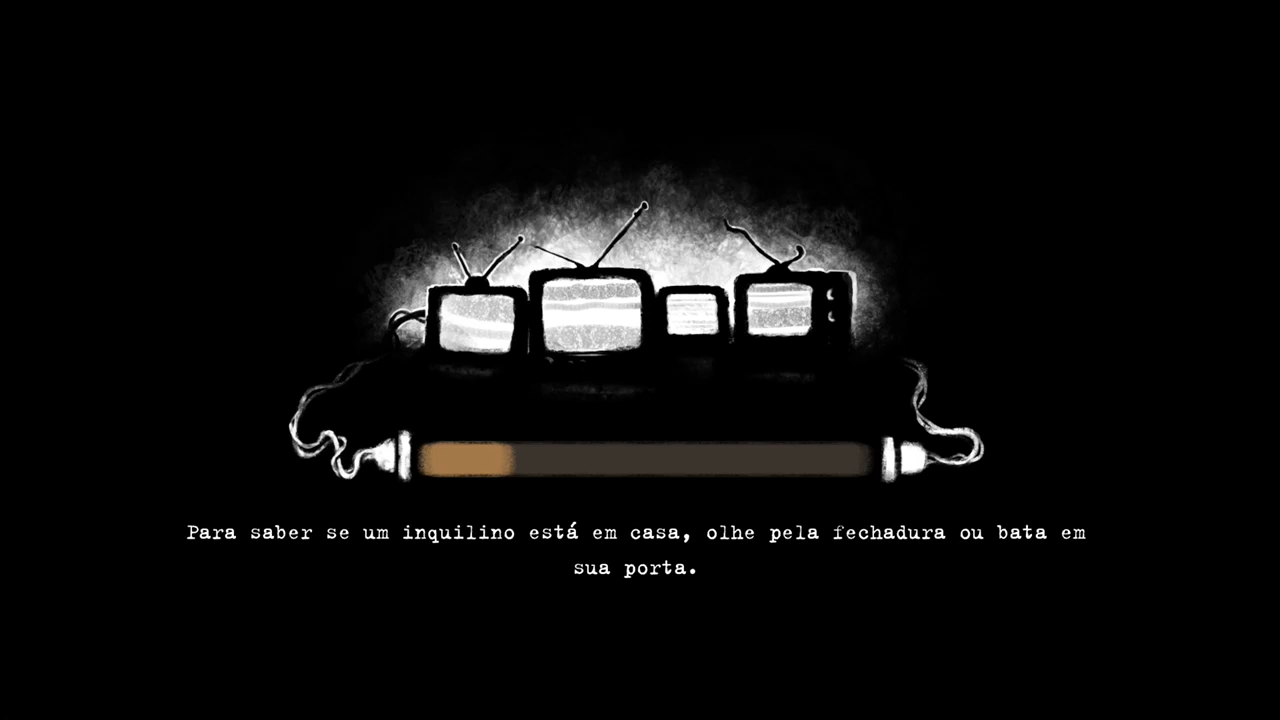 Para saber se um inquilino está em casa, olhe pela fechadura ou bata em
sua porta.